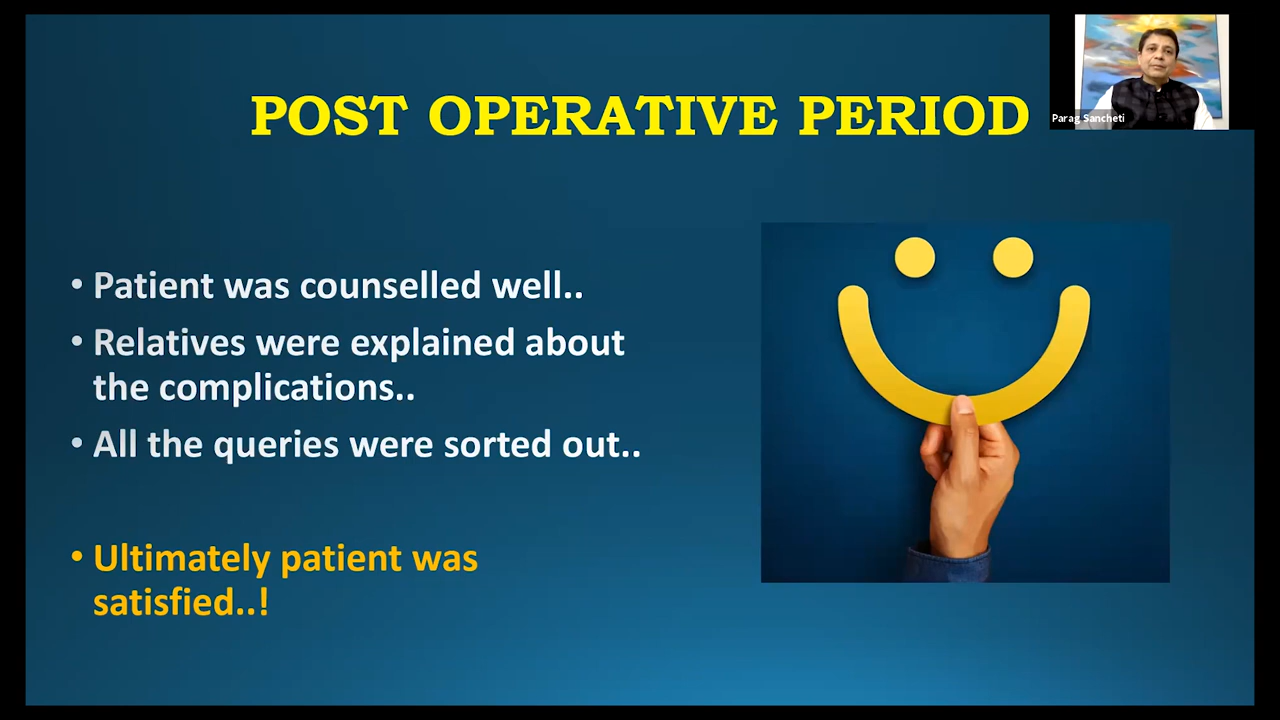 POST OPERATIVE PERIOD
Parag Sancheti
• Patient was counselled well..
• Relatives were explained about
the complications..
• All the queries were sorted out..
• Ultimately patient was
satisfied..!